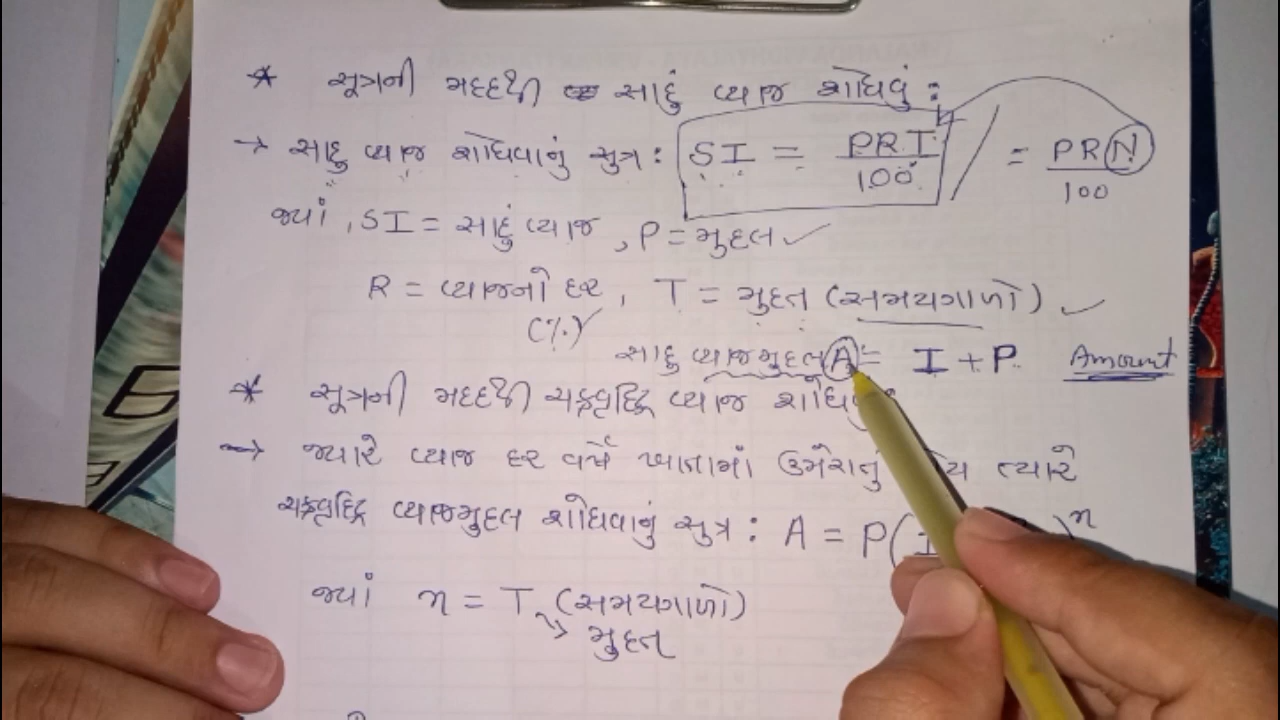 * સૂત્રની મદદથી સાદું વ્યાજ શોધવું :
→ સાદુ વ્યાજ શોધવાનું સૂત્ર : SI = PRT/100 = PRN/100
જ્યાં, SI = સાદું વ્યાજ, P = મુદ્દલ ✓
R = વ્યાજનો દર, T = મુદ્દત (સમયગાળો) ✓
(%)
સાદુ વ્યાજમુદ્દલ A = I + P Amount
* સૂત્રની મદદથી ચક્રવૃદ્ધિ વ્યાજ
→ જ્યારે વ્યાજ દર વર્ષે ખાતામાં ઉમેરાતું ત્યારે
ચક્રવૃદ્ધિ વ્યાજમુદ્દલ શોધવાનું સૂત્ર : A = P( )ⁿ
જ્યાં n = T (સમયગાળો)
→ મુદ્દત